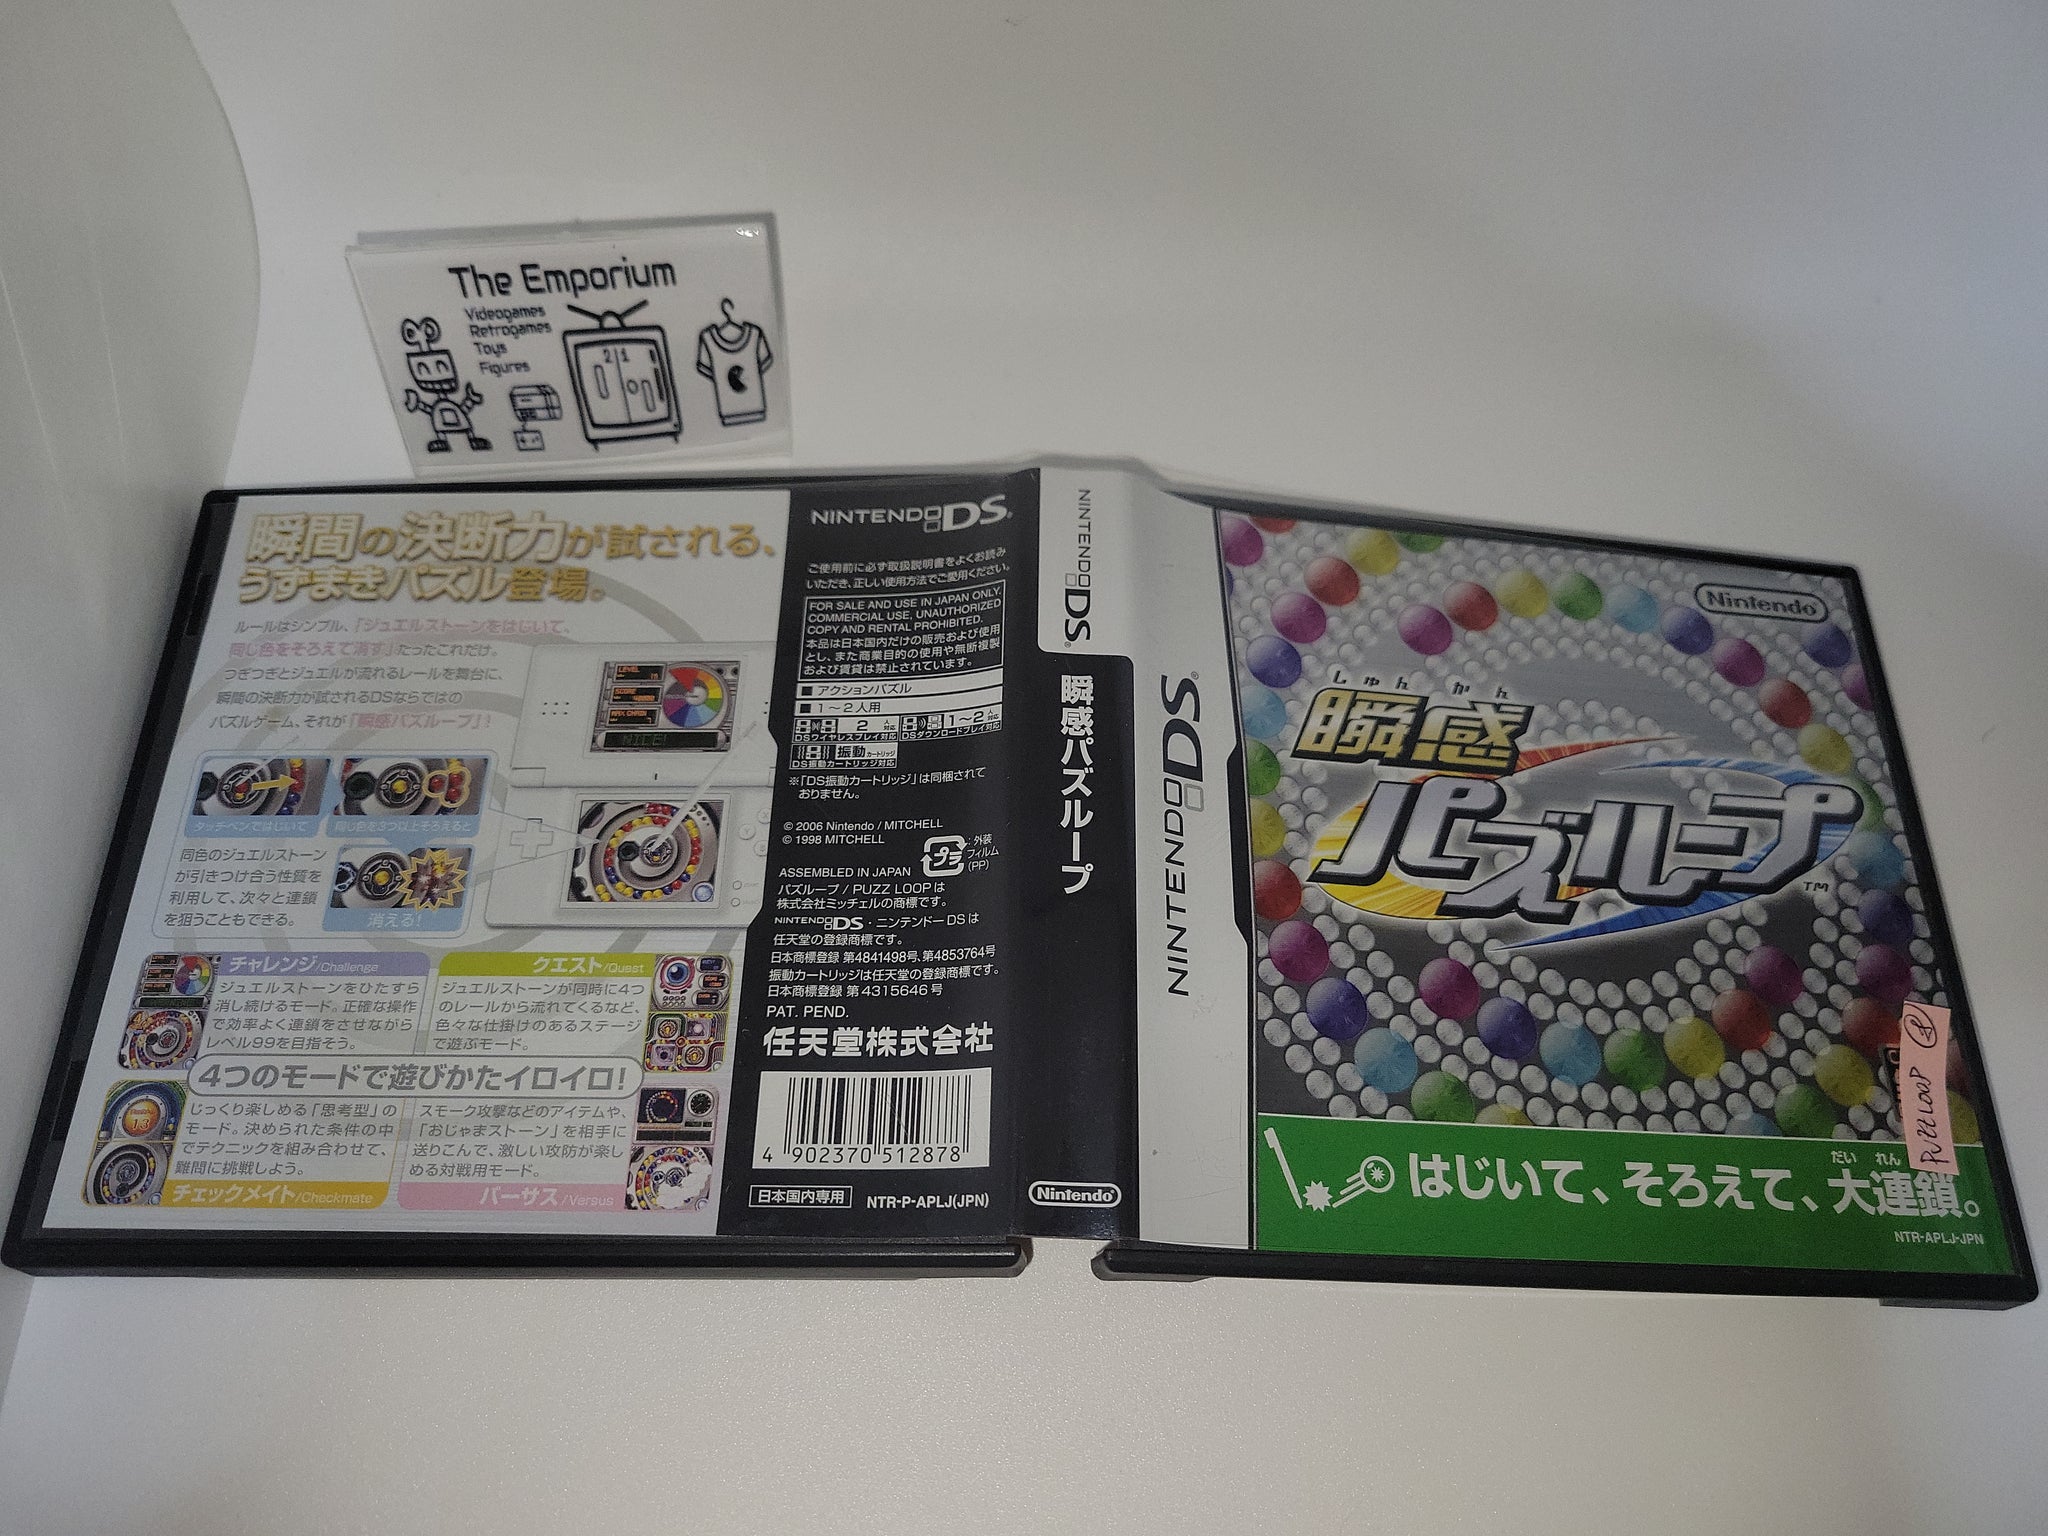 The Emporium
Videogames
Retrogames
Toys
Figures
瞬間の決断力が試される、
うずまきパズル登場。
ルールはシンプル、「ジュエルストーンをはじいて、
同じ色をそろえて消す」たったこれだけ。
つぎつぎとジュエルが流れるレールを舞台に、
瞬間の決断力が試されるDSならではの
パズルゲーム、それが「瞬感パズループ」!
LEVEL
SCORE
MAX CHAIN
NICE!
タッチペンではじいて
同じ色を3つ以上そろえると
同色のジュエルストーン
が引きつけ合う性質を
利用して、次々と連鎖
を狙うこともできる。
消える!
チャレンジ/Challenge
ジュエルストーンをひたすら
消し続けるモード。正確な操作
で効率よく連鎖をさせながら
レベル99を目指そう。
クエスト/Quest
ジュエルストーンが同時に4つ
のレールから流れてくるなど、
色々な仕掛けのあるステージ
で遊ぶモード。
4つのモードで遊びかたイロイロ!
じっくり楽しめる「思考型」の
モード。決められた条件の中
でテクニックを組み合わせて、
難問に挑戦しよう。
チェックメイト/Checkmate
スモーク攻撃などのアイテムや、
「おじゃまストーン」を相手に
送りこんで、激しい攻防が楽し
める対戦用モード。
バーサス/Versus
NINTENDO DS®
ご使用前に必ず取扱説明書をよくお読み
いただき、正しい使用方法でご愛用ください。
FOR SALE AND USE IN JAPAN ONLY.
COMMERCIAL USE, UNAUTHORIZED
COPY AND RENTAL PROHIBITED.
本品は日本国内だけの販売および使用
とし、また商業目的の使用や無断複製
および賃貸は禁止されています。
■ アクションパズル
■ 1～2人用
2人対応 1～2人対応
DSワイヤレスプレイ対応 DSダウンロードプレイ対応
振動カートリッジ
DS振動カートリッジ対応
※「DS振動カートリッジ」は同梱されて
おりません。
© 2006 Nintendo / MITCHELL
© 1998 MITCHELL
プラ
:外装
フィルム
(PP)
ASSEMBLED IN JAPAN
パズループ / PUZZ LOOP は
株式会社ミッチェルの商標です。
NINTENDO DS・ニンテンドーDSは
任天堂の登録商標です。
日本商標登録 第4841498号、第4853764号
振動カートリッジは任天堂の登録商標です。
日本商標登録 第4315646号
PAT. PEND.
任天堂株式会社
4 902370 512878
日本国内専用
NTR-P-APLJ(JPN)
NINTENDO DS®
瞬感パズループ
Nintendo®
NINTENDO DS®
Nintendo®
しゅん かん
瞬感
パズループ™
PUZZLOOP
だい れん
はじいて、そろえて、大連鎖。
NTR-APLJ-JPN